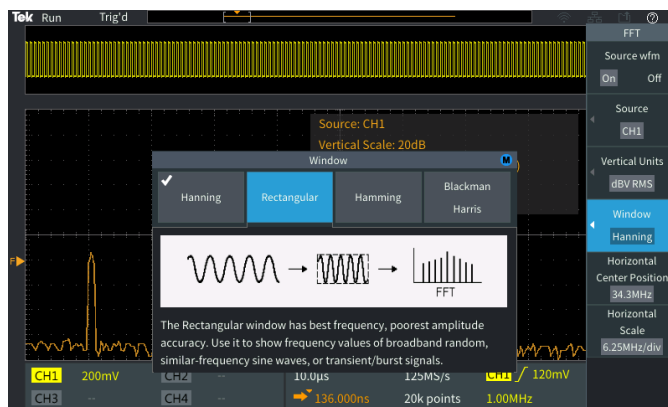 Tek Run Trig'd
FFT
Source wfm
On Off
Source
CH1
Vertical Units
dBV RMS
Window
Hanning
Horizontal
Center Position
34.3MHz
Horizontal
Scale
6.25MHz/div
Source: CH1
Vertical Scale: 20dB
)
Window M
Hanning
Rectangular
Hamming
Blackman
Harris
FFT
The Rectangular window has best frequency, poorest amplitude
accuracy. Use it to show frequency values of broadband random,
similar-frequency sine waves, or transient/burst signals.
F
CH1 200mV CH2 -- 10.0µs 125MS/s CH1 120mV
CH3 -- CH4 -- 136.000ns 20k points 1.00MHz